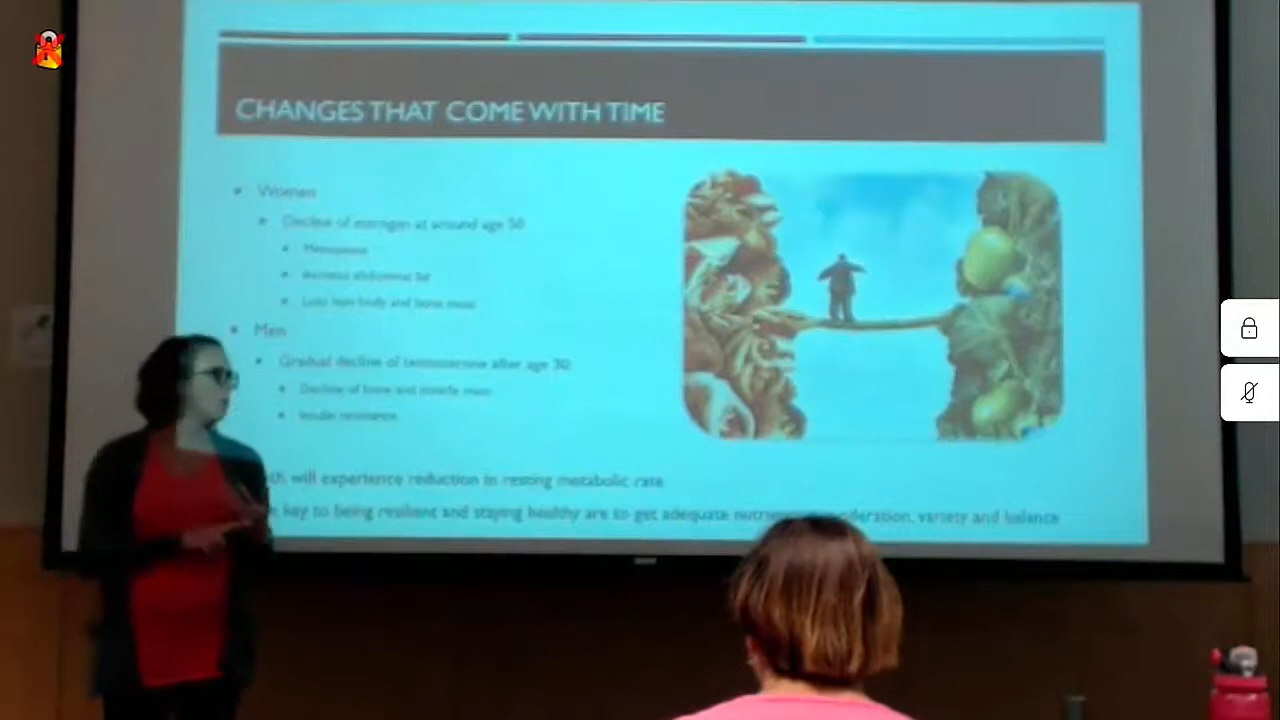 CHANGES THAT COME WITH TIME
Women
Decline of estrogen at around age 50
Menopause
Increase abdominal fat
Lose lean body and bone mass
Men
Gradual decline of testosterone after age 30
Decline of bone and muscle mass
Insulin resistance
will experience reduction in resting metabolic rate
key to being resilient and staying healthy are to get adequate variety and balance